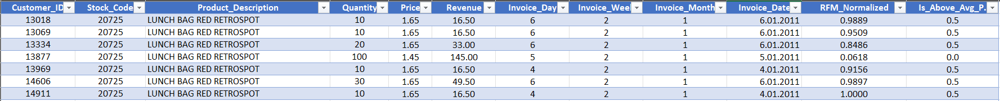 Customer_ID Stock_Code Product_Description Quantity Price Revenue Invoice_Day Invoice_Wee Invoice_Month Invoice_Date RFM_Normalized Is_Above_Avg_P.
13018 20725 LUNCH BAG RED RETROSPOT 10 1.65 16.50 6 2 1 6.01.2011 0.9889 0.5
13069 20725 LUNCH BAG RED RETROSPOT 10 1.65 16.50 6 2 1 6.01.2011 0.9509 0.5
13334 20725 LUNCH BAG RED RETROSPOT 20 1.65 33.00 6 2 1 6.01.2011 0.8486 0.5
13877 20725 LUNCH BAG RED RETROSPOT 100 1.45 145.00 5 2 1 5.01.2011 0.0618 0.0
13969 20725 LUNCH BAG RED RETROSPOT 10 1.65 16.50 4 2 1 4.01.2011 0.9156 0.5
14606 20725 LUNCH BAG RED RETROSPOT 30 1.65 49.50 6 2 1 6.01.2011 0.9897 0.5
14911 20725 LUNCH BAG RED RETROSPOT 10 1.65 16.50 4 2 1 4.01.2011 1.0000 0.5